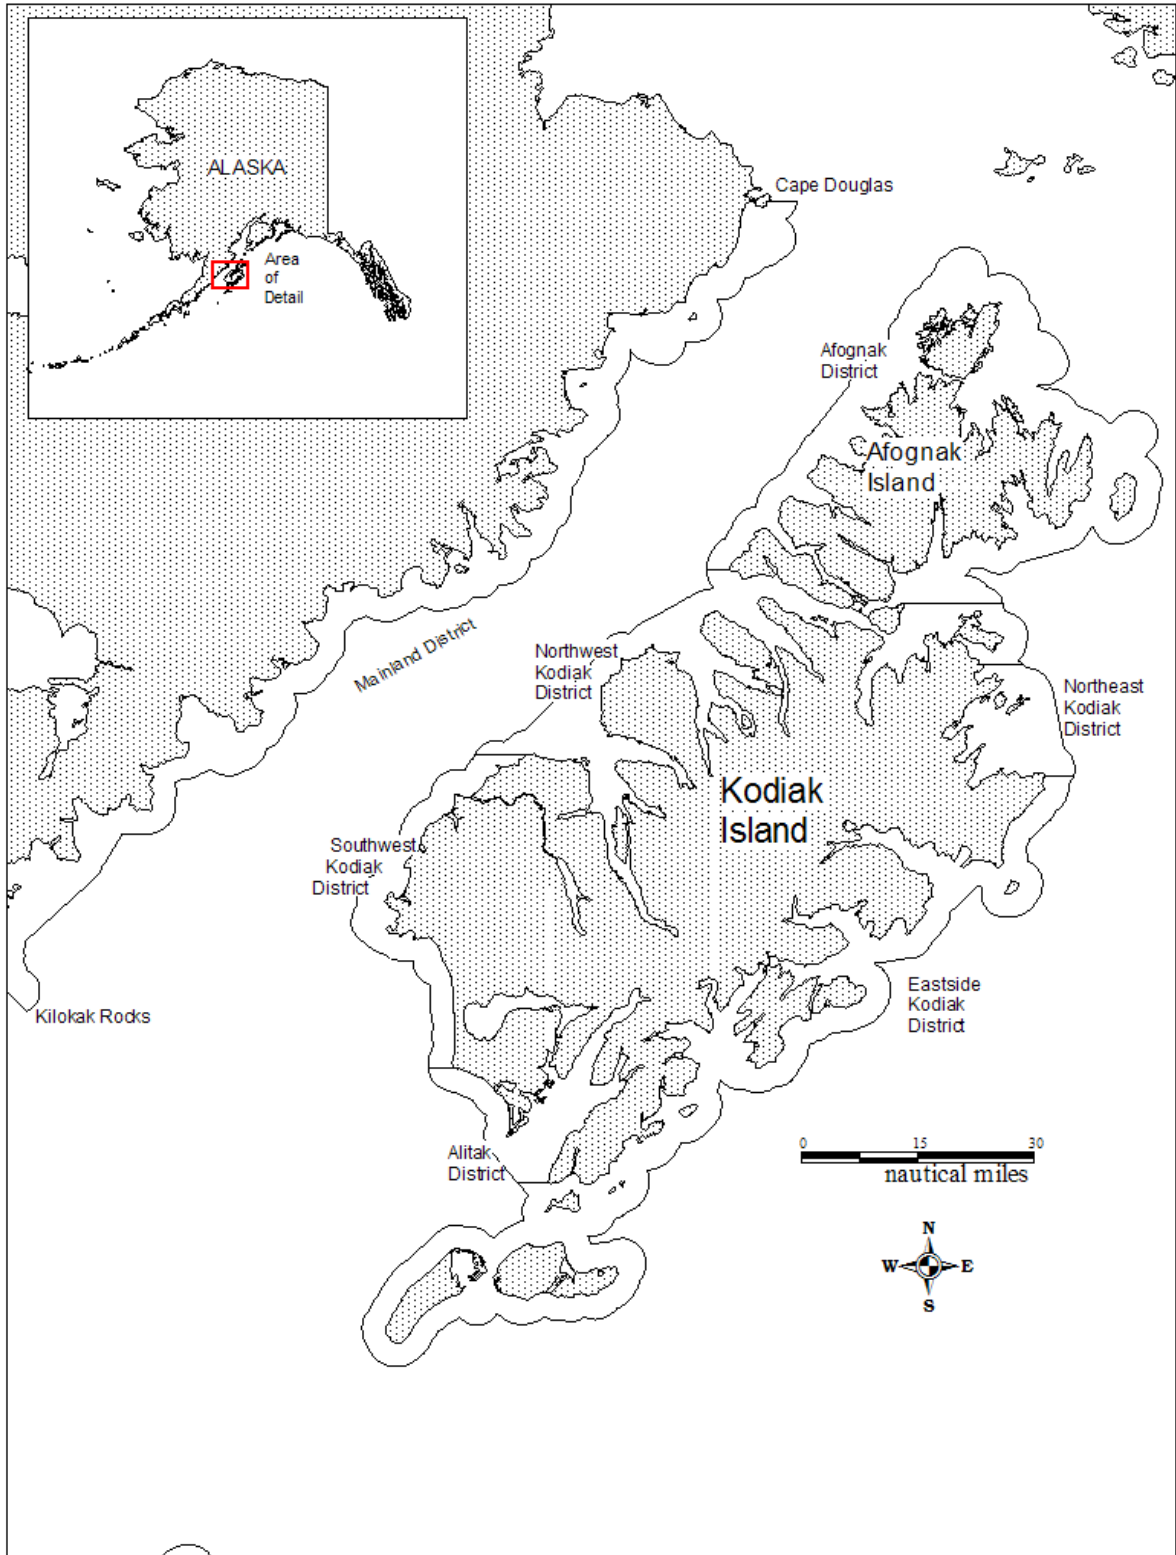 ALASKA
Area
of
Detail
Cape Douglas
Afognak
District
Afognak
Island
Mainland District
Northwest
Kodiak
District
Northeast
Kodiak
District
Kodiak
Island
Southwest
Kodiak
District
Eastside
Kodiak
District
Kilokak Rocks
Alitak
District
0 15 30
nautical miles
N
W E
S